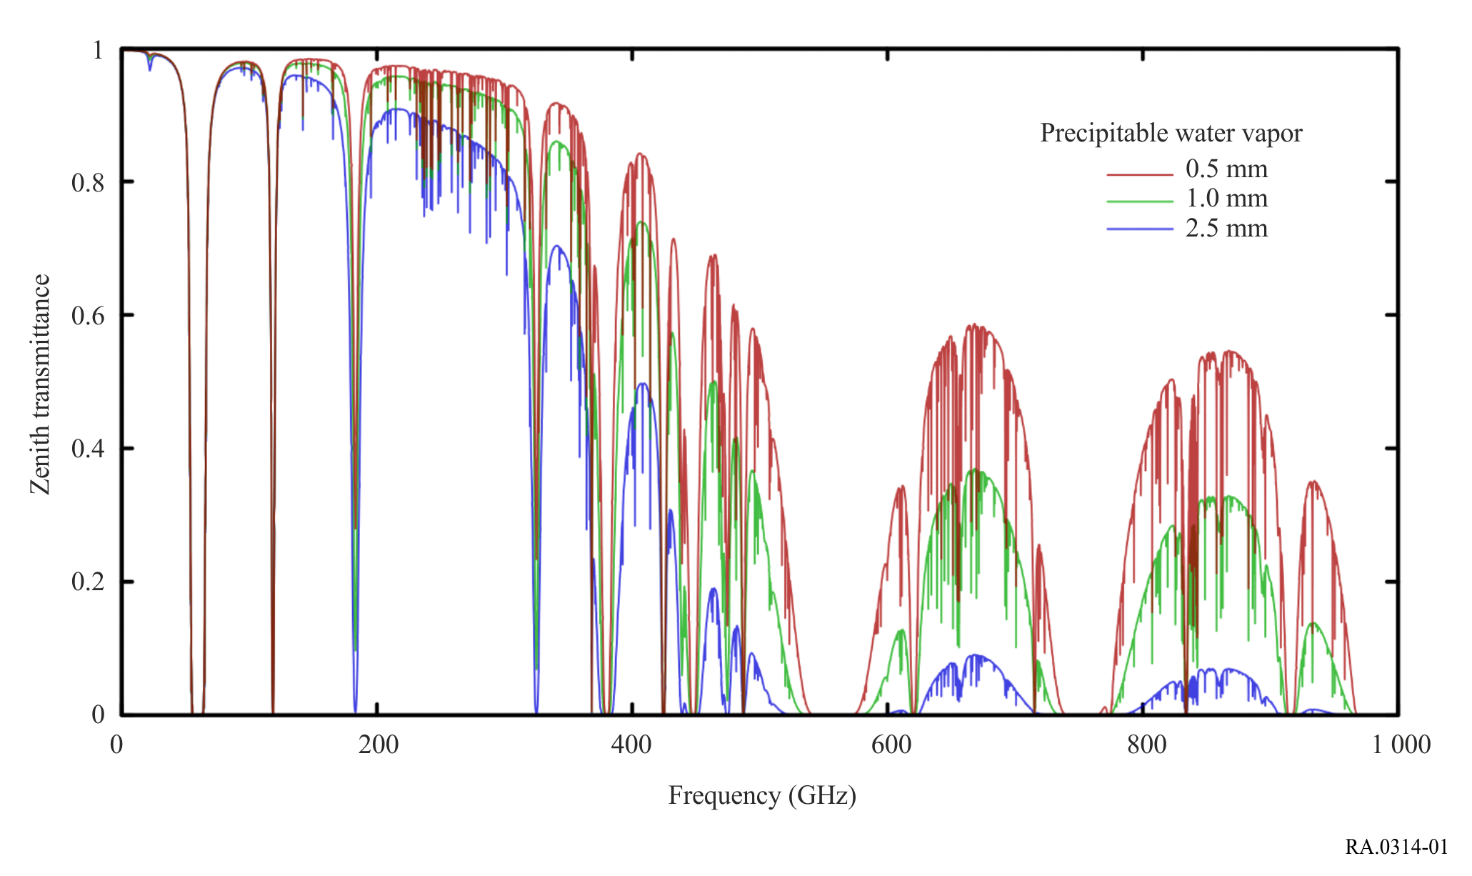 1
0.8
0.6
0.4
0.2
0
Zenith transmittance
Precipitable water vapor
0.5 mm
1.0 mm
2.5 mm
0 200 400 600 800 1 000
Frequency (GHz)
RA.0314-01